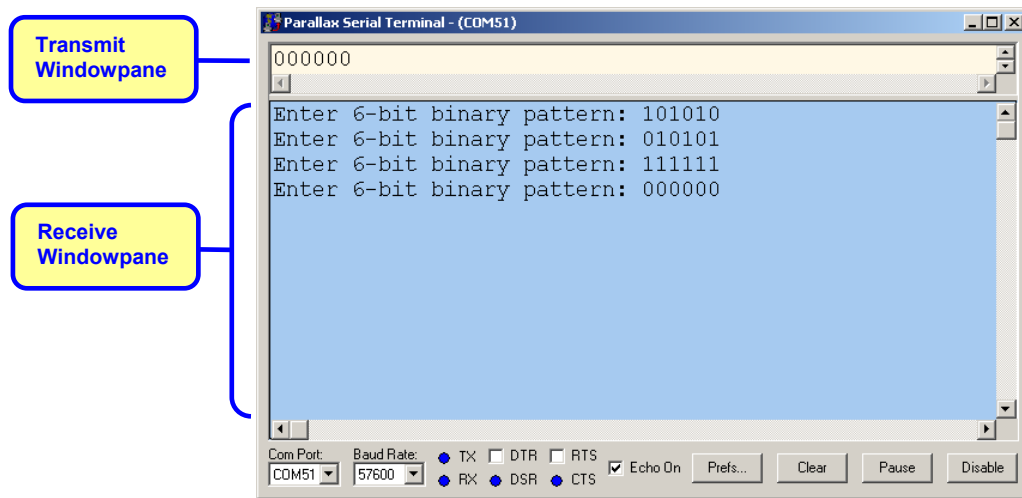 Transmit
Windowpane
Parallax Serial Terminal - (COM51)
000000
Enter 6-bit binary pattern: 101010
Enter 6-bit binary pattern: 010101
Enter 6-bit binary pattern: 111111
Enter 6-bit binary pattern: 000000
Receive
Windowpane
Com Port: Baud Rate: TX DTR RTS
COM51 57600 RX DSR CTS Echo On Prefs... Clear Pause Disable